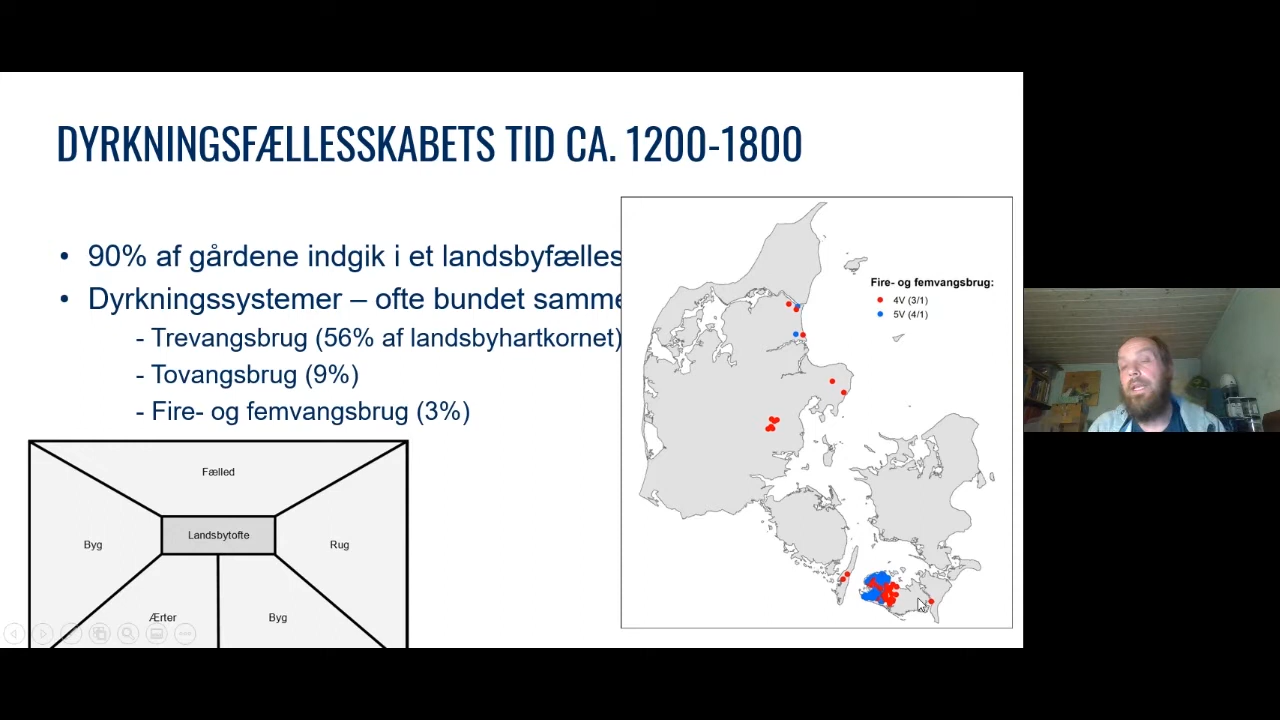 DYRKNINGSFÆLLESSKABETS TID CA. 1200-1800
• 90% af gårdene indgik i et landsbyfælles
• Dyrkningssystemer – ofte bundet samme
- Trevangsbrug (56% af landsbyhartkornet)
- Tovangsbrug (9%)
- Fire- og femvangsbrug (3%)
Fælled
Landsbytofte
Byg
Rug
Ærter
Byg
Fire- og femvangsbrug:
4V (3/1)
5V (4/1)